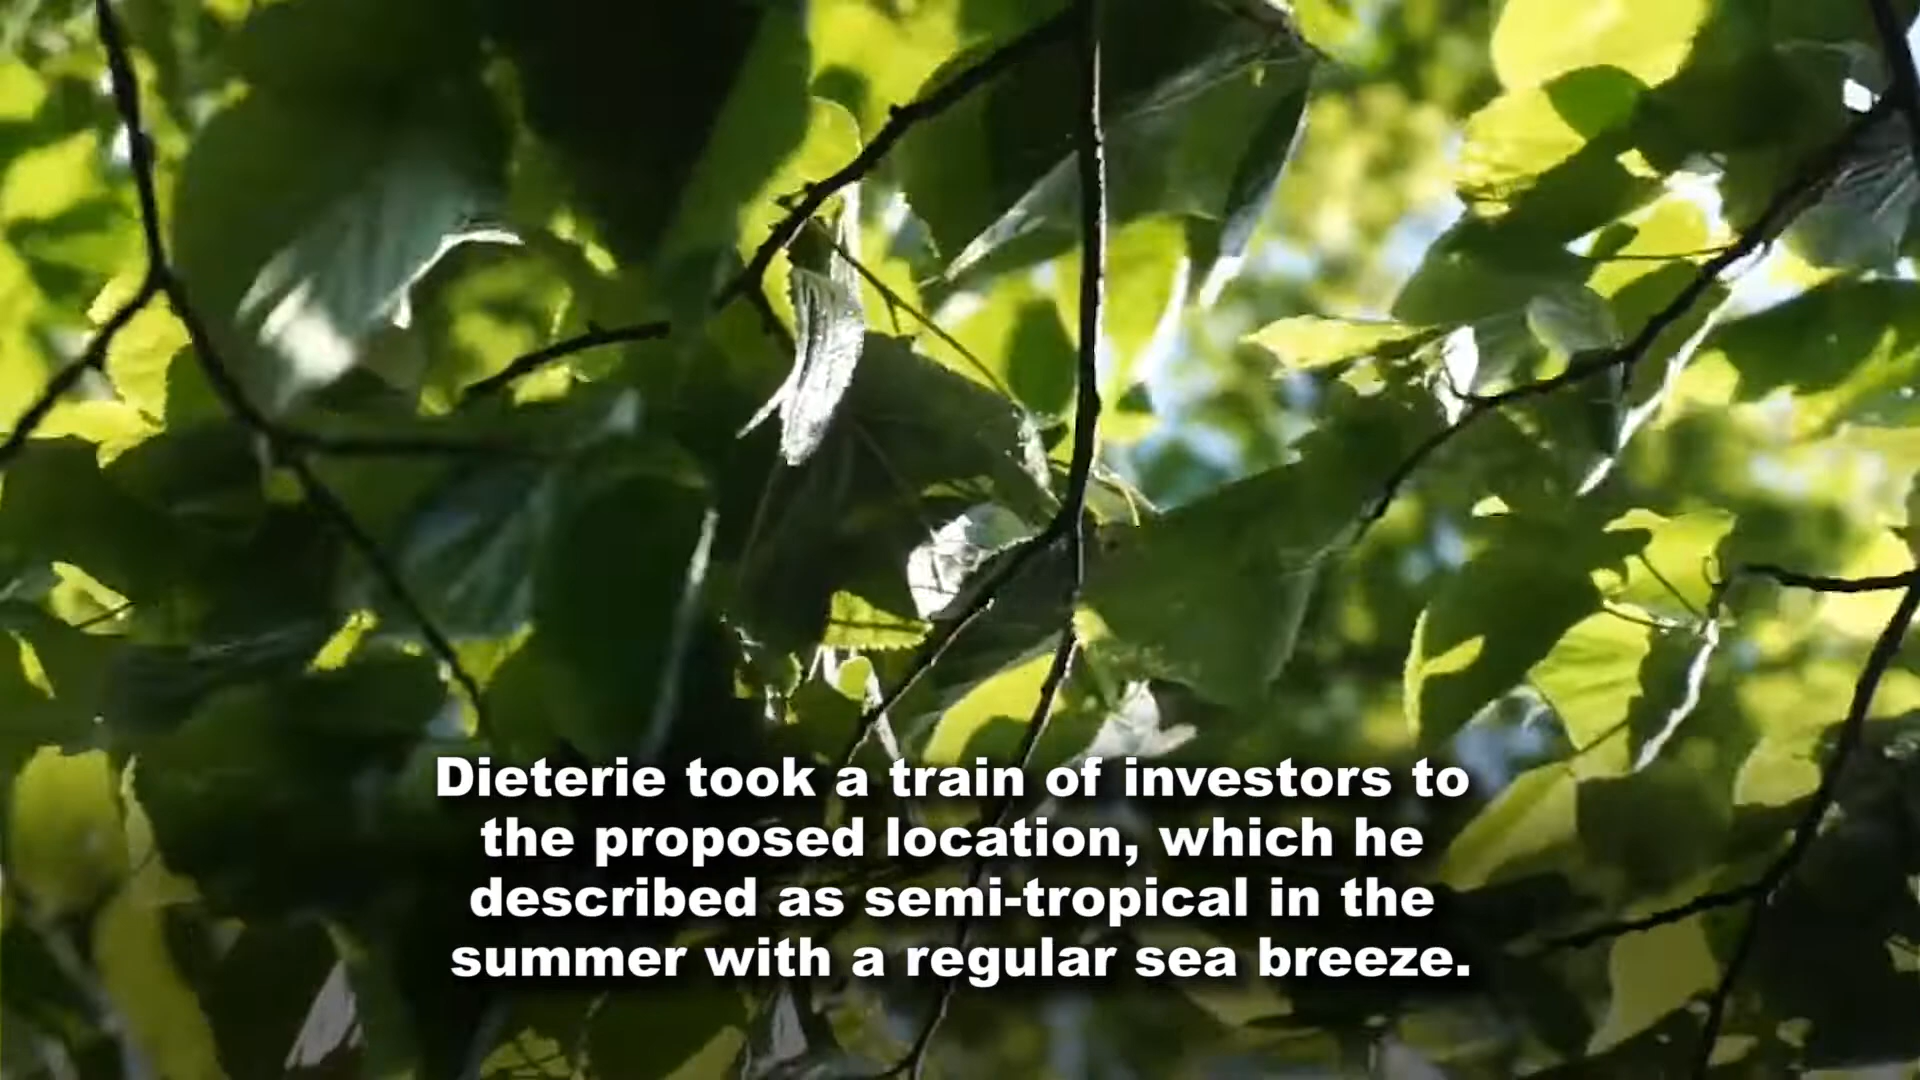 Dieterie took a train of investors to
the proposed location, which he
described as semi-tropical in the
summer with a regular sea breeze.